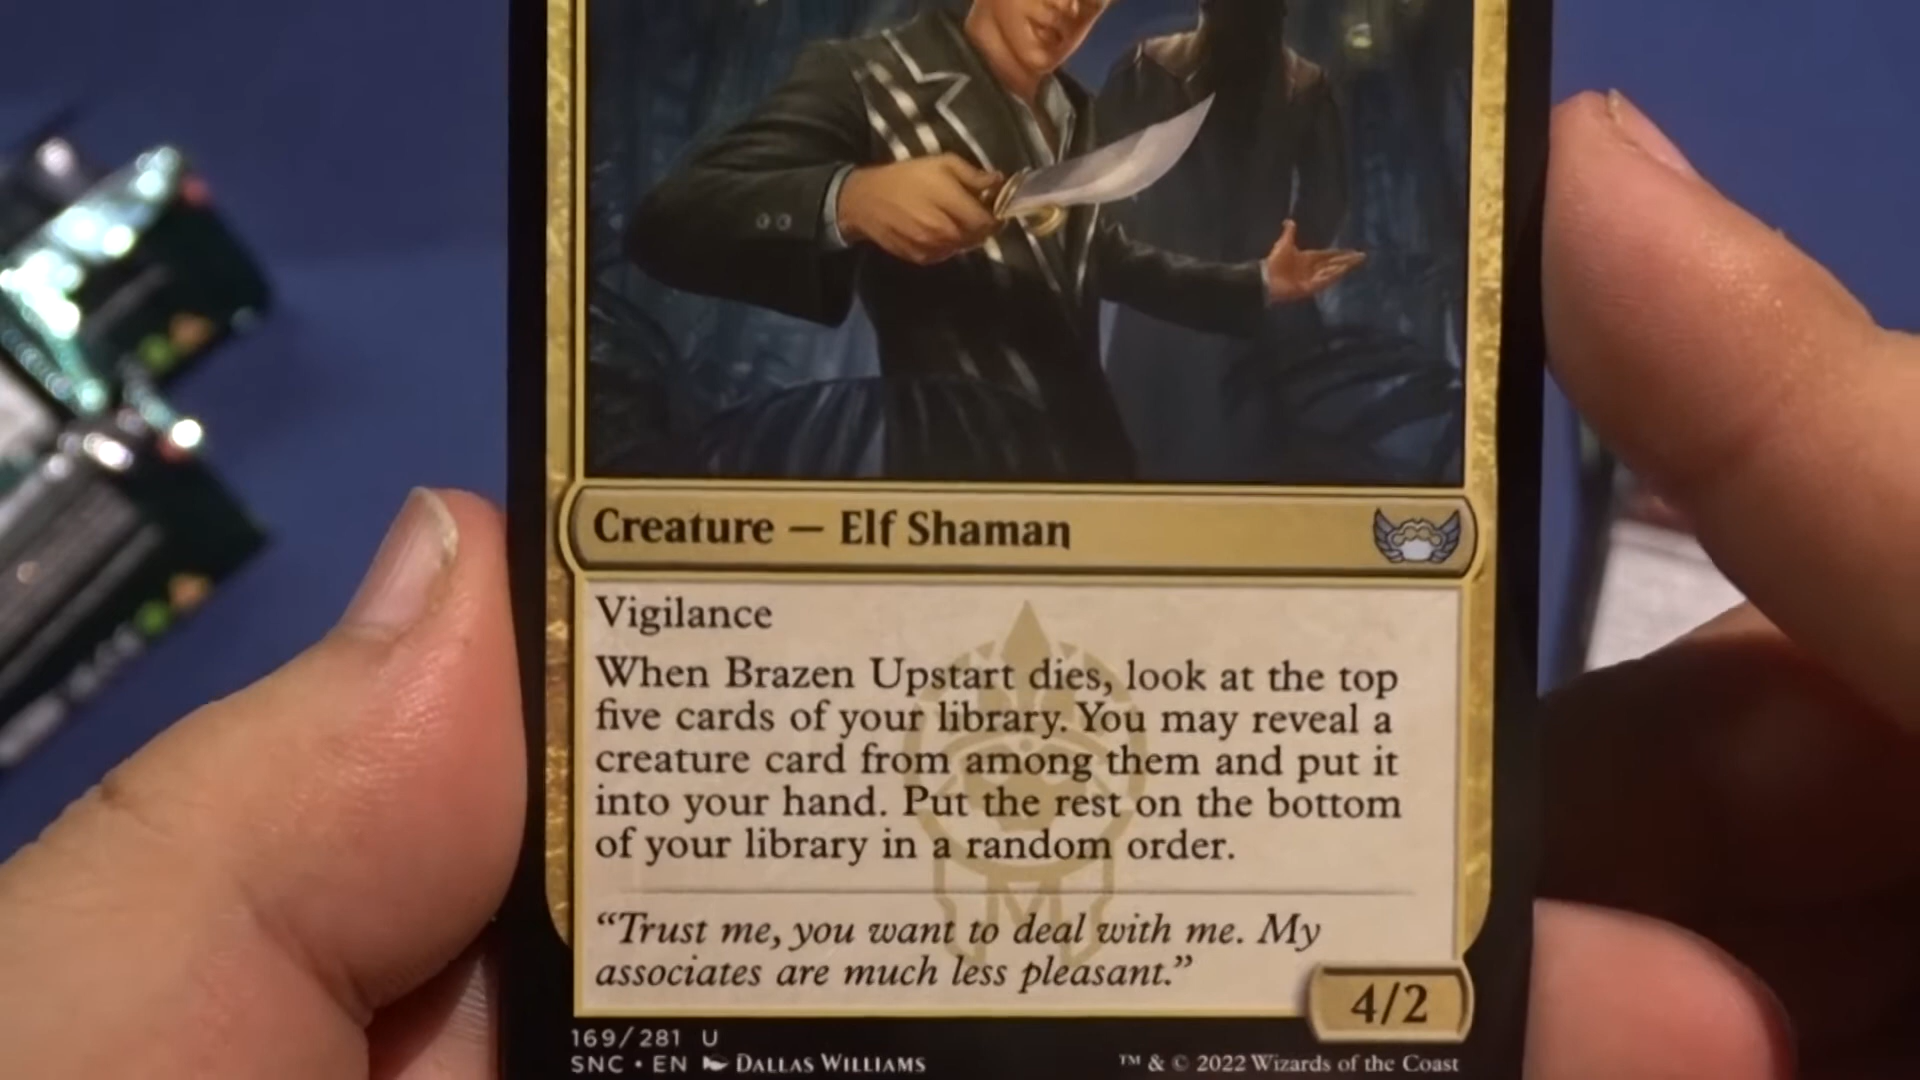 Creature — Elf Shaman
Vigilance
When Brazen Upstart dies, look at the top
five cards of your library. You may reveal a
creature card from among them and put it
into your hand. Put the rest on the bottom
of your library in a random order.
“Trust me, you want to deal with me. My
associates are much less pleasant.”
4/2
169/281 U
SNC • EN DALLAS WILLIAMS
™ & © 2022 Wizards of the Coast